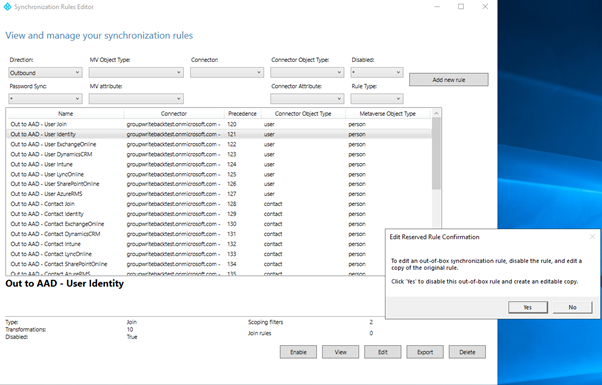 Synchronization Rules Editor
View and manage your synchronization rules
Direction: MV Object Type: Connector: Connector Object Type: Disabled:
Outbound *
Add new rule
Password Sync: MV attribute: Connector Attribute: Rule Type:
*
Name Connector Precedence Connector Object Type Metaverse Object Type
Out to AAD - User Join groupwritebacktest.onmicrosoft.com - 120 user person
Out to AAD - User Identity groupwritebacktest.onmicrosoft.com - 121 user person
Out to AAD - User ExchangeOnline groupwritebacktest.onmicrosoft.com - 122 user person
Out to AAD - User DynamicsCRM groupwritebacktest.onmicrosoft.com - 123 user person
Out to AAD - User Intune groupwritebacktest.onmicrosoft.com - 124 user person
Out to AAD - User LyncOnline groupwritebacktest.onmicrosoft.com - 125 user person
Out to AAD - User SharePointOnline groupwritebacktest.onmicrosoft.com - 126 user person
Out to AAD - User AzureRMS groupwritebacktest.onmicrosoft.com - 127 user person
Out to AAD - Contact Join groupwritebacktest.onmicrosoft.com - 128 contact person
Out to AAD - Contact Identity groupwritebacktest.onmicrosoft.com - 129 contact person
Out to AAD - Contact ExchangeOnline groupwritebacktest.onmicrosoft.com - 130 contact person
Out to AAD - Contact DynamicsCRM groupwritebacktest.onmicrosoft.com - 131 contact person
Out to AAD - Contact Intune groupwritebacktest.onmicrosoft.com - 132 contact person
Out to AAD - Contact LyncOnline groupwritebacktest.onmicrosoft.com - 133 contact person
Out to AAD - Contact SharePointOnline groupwritebacktest.onmicrosoft.com - 134 contact person
Out to AAD - Contact AzureRMS groupwritebacktest.onmicrosoft.com - 135 contact person
Out to AAD - User Identity
Type: Join Scoping filters 2
Transformations: 10 Join rules 0
Disabled: True
Enable View Edit Export Delete
Edit Reserved Rule Confirmation
To edit an out-of-box synchronization rule, disable the rule, and edit a
copy of the original rule.
Click 'Yes' to disable this out-of-box rule and create an editable copy.
Yes No